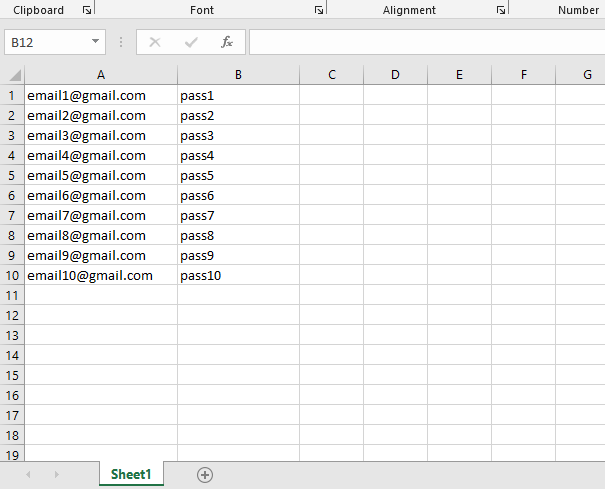 Clipboard Font Alignment Number
B12 fx
A B C D E F G
1 email1@gmail.com pass1
2 email2@gmail.com pass2
3 email3@gmail.com pass3
4 email4@gmail.com pass4
5 email5@gmail.com pass5
6 email6@gmail.com pass6
7 email7@gmail.com pass7
8 email8@gmail.com pass8
9 email9@gmail.com pass9
10 email10@gmail.com pass10
11
12
13
14
15
16
17
18
19
Sheet1